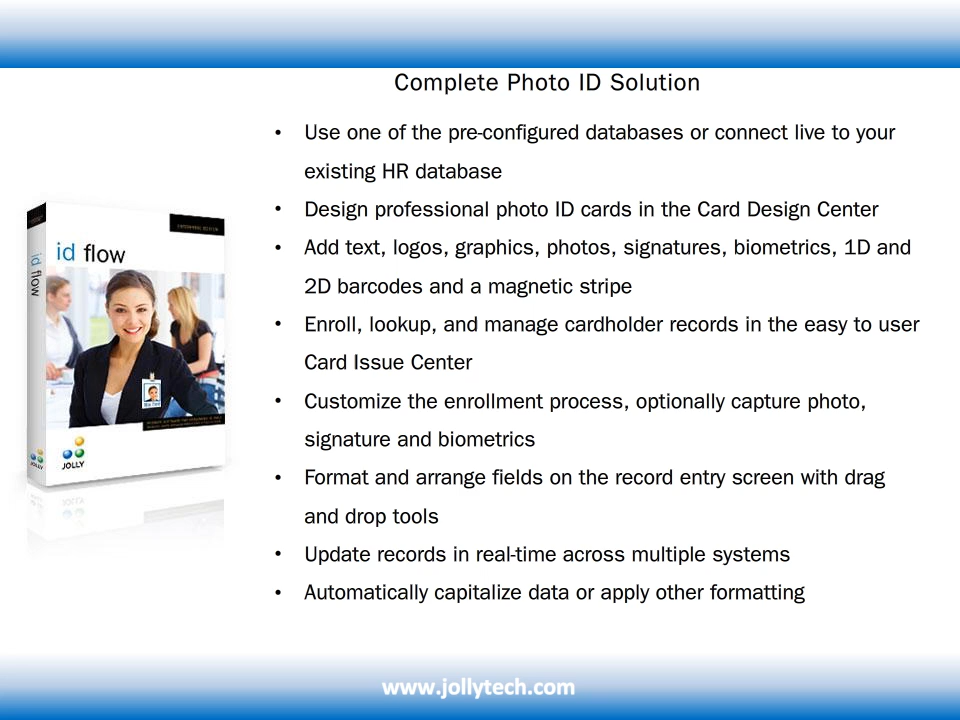 Complete Photo ID Solution
• Use one of the pre-configured databases or connect live to your
existing HR database
• Design professional photo ID cards in the Card Design Center
• Add text, logos, graphics, photos, signatures, biometrics, 1D and
2D barcodes and a magnetic stripe
• Enroll, lookup, and manage cardholder records in the easy to user
Card Issue Center
• Customize the enrollment process, optionally capture photo,
signature and biometrics
• Format and arrange fields on the record entry screen with drag
and drop tools
• Update records in real-time across multiple systems
• Automatically capitalize data or apply other formatting
id flow
id flow
JOLLY
JOLLY
www.jollytech.com